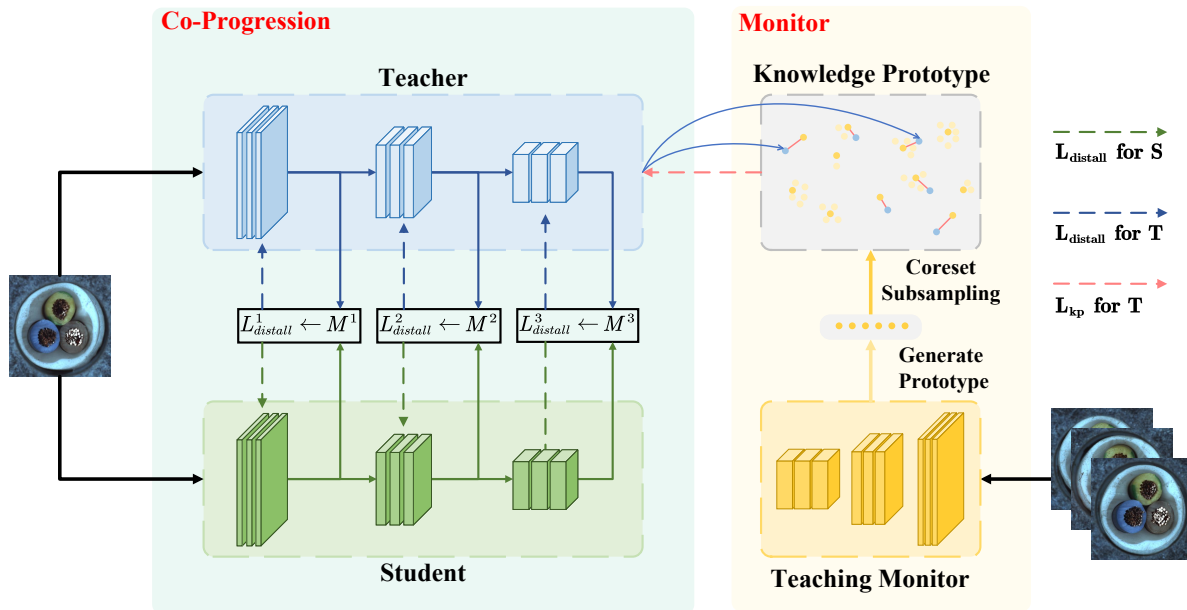 Co-Progression
Monitor
Teacher
Knowledge Prototype
L_distall for S
L_distall for T
L_kp for T
Coreset
Subsampling
L^1_distall ← M^1
L^2_distall ← M^2
L^3_distall ← M^3
Generate
Prototype
Student
Teaching Monitor